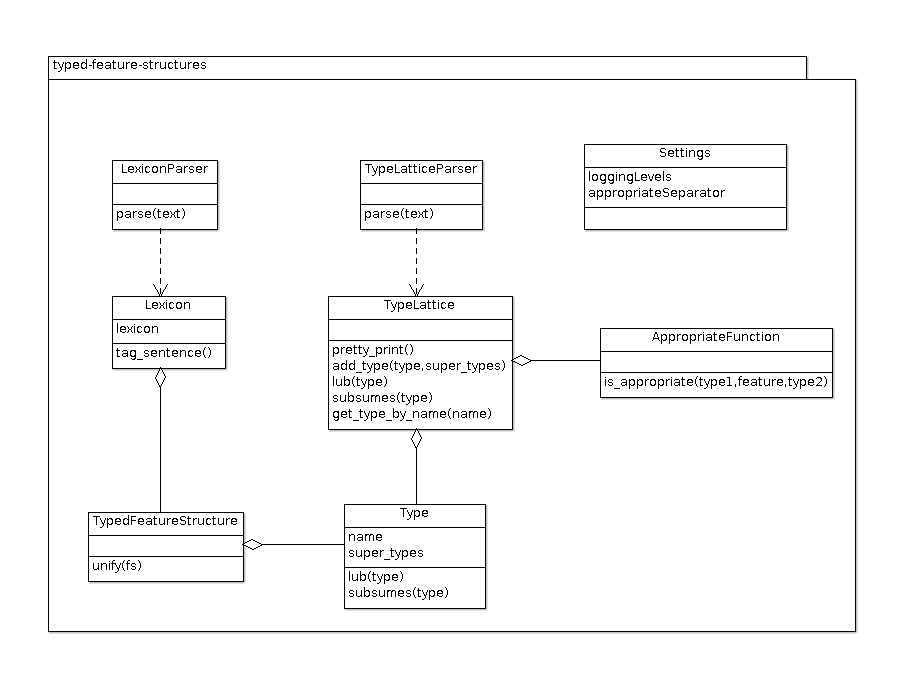 typed-feature-structures
LexiconParser
parse(text)
TypeLatticeParser
parse(text)
Settings
loggingLevels
appropriateSeparator
Lexicon
lexicon
tag_sentence()
TypeLattice
pretty_print()
add_type(type,super_types)
lub(type)
subsumes(type)
get_type_by_name(name)
AppropriateFunction
is_appropriate(type1,feature,type2)
TypedFeatureStructure
unify(fs)
Type
name
super_types
lub(type)
subsumes(type)